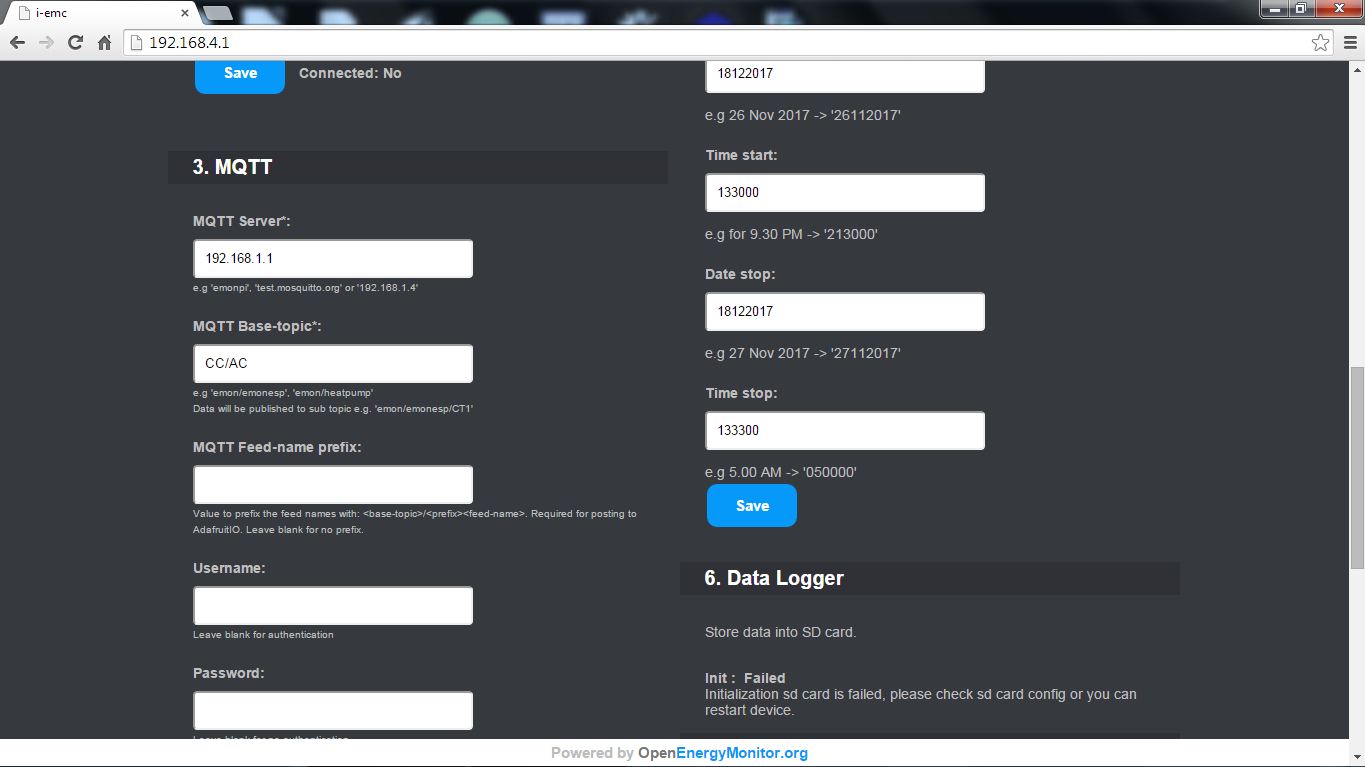 i-emc
192.168.4.1
Save
Connected: No
3. MQTT
MQTT Server*:
192.168.1.1
e.g 'emonpi', 'test.mosquitto.org' or '192.168.1.4'
MQTT Base-topic*:
CC/AC
e.g 'emon/emonesp', 'emon/heatpump'
Data will be published to sub topic e.g. 'emon/emonesp/CT1'
MQTT Feed-name prefix:
Value to prefix the feed names with: <base-topic>/<prefix><feed-name>. Required for posting to
AdafruitIO. Leave blank for no prefix.
Username:
Leave blank for authentication
Password:
Leave blank for no authentication
18122017
e.g 26 Nov 2017 -> '26112017'
Time start:
133000
e.g for 9.30 PM -> '213000'
Date stop:
18122017
e.g 27 Nov 2017 -> '27112017'
Time stop:
133300
e.g 5.00 AM -> '050000'
Save
6. Data Logger
Store data into SD card.
Init : Failed
Initialization sd card is failed, please check sd card config or you can
restart device.
Powered by OpenEnergyMonitor.org